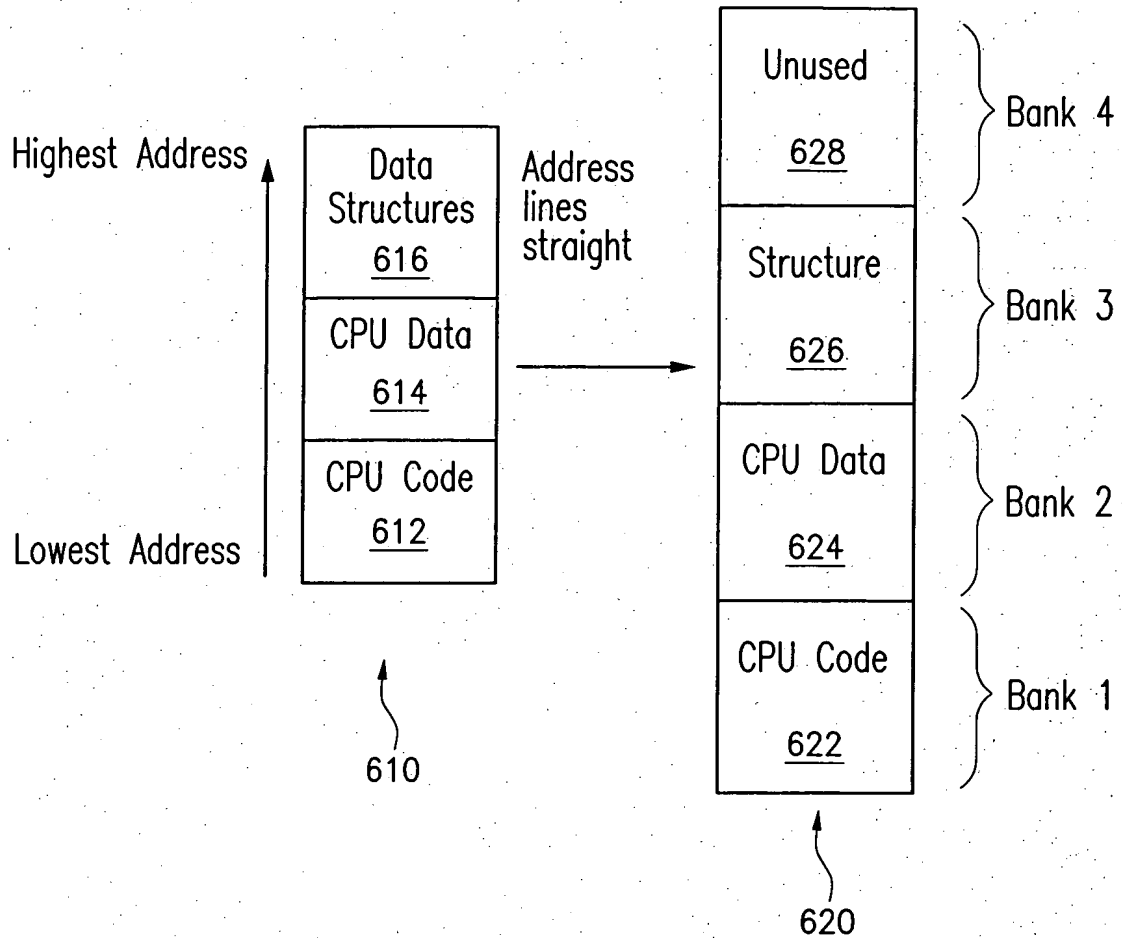 Highest Address
Lowest Address
Data
Structures
616
CPU Data
614
CPU Code
612
610
Address
lines
straight
Unused
628
Structure
626
CPU Data
624
CPU Code
622
620
Bank 4
Bank 3
Bank 2
Bank 1